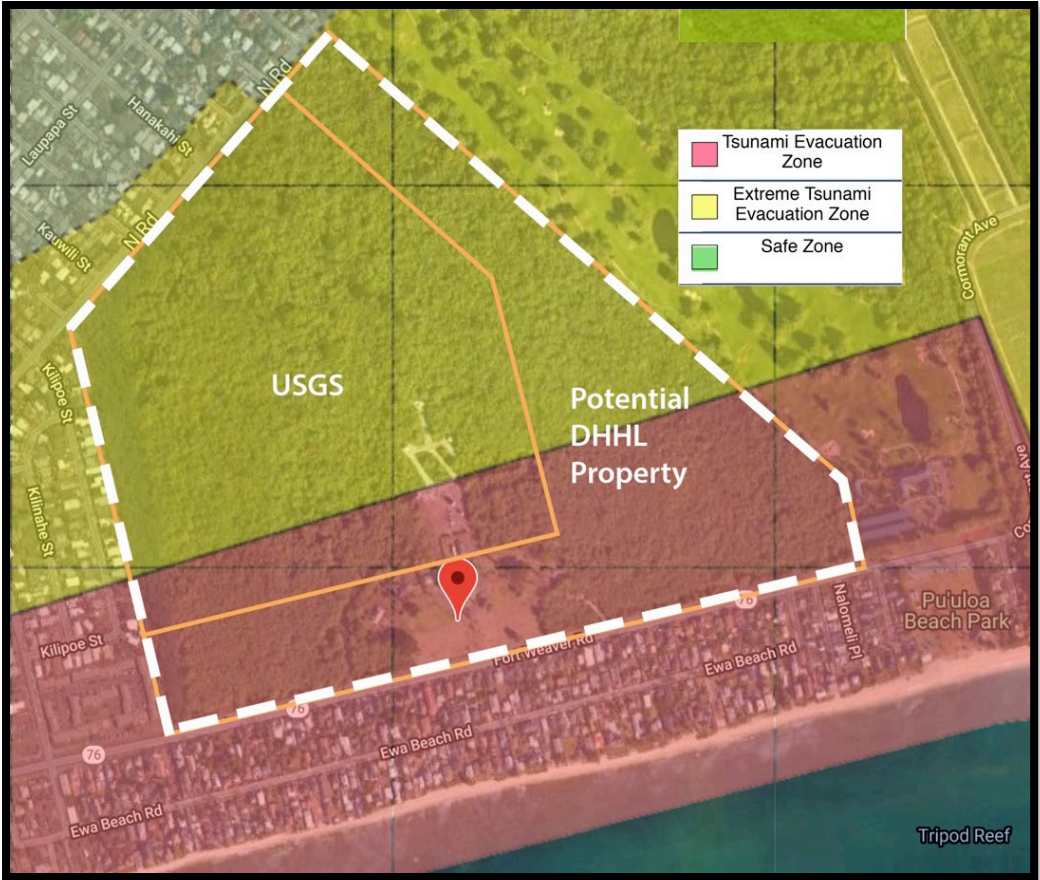 N Rd
Laupapa St
Hanakahi St
Tsunami Evacuation
Zone
Extreme Tsunami
Evacuation Zone
Safe Zone
N Rd
Kauwili St
Cormorant Ave
Kilipoe St
USGS
Potential
DHHL
Property
Kilinahe St
Ave
Co
Kilipoe St
76
Nalomeli Pl
Pu'uloa
Beach Park
Fort Weaver Rd
Ewa Beach Rd
76
76
Ewa Beach Rd
Ewa Beach Rd
Tripod Reef